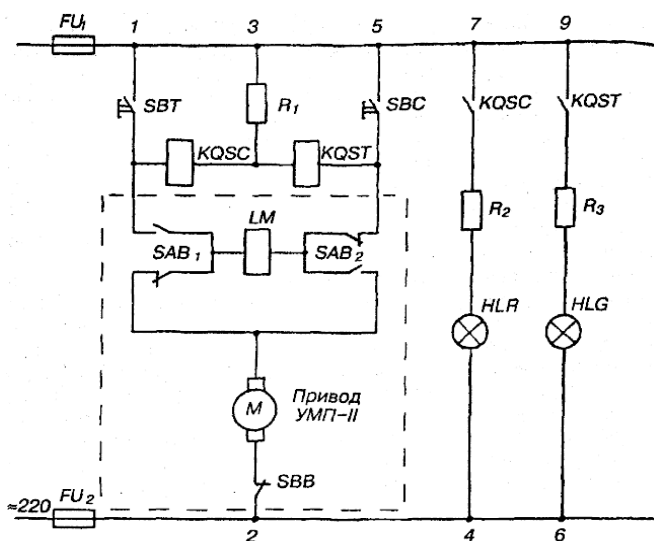 FU₁ 1 3 5 7 9
SBT R₁ SBC KQSC KQST
KQSC KQST
LM R₂ R₃
SAB₁ SAB₂
HLR HLG
М Привод
УМП-II
SBB
≈220 FU₂
2 4 6